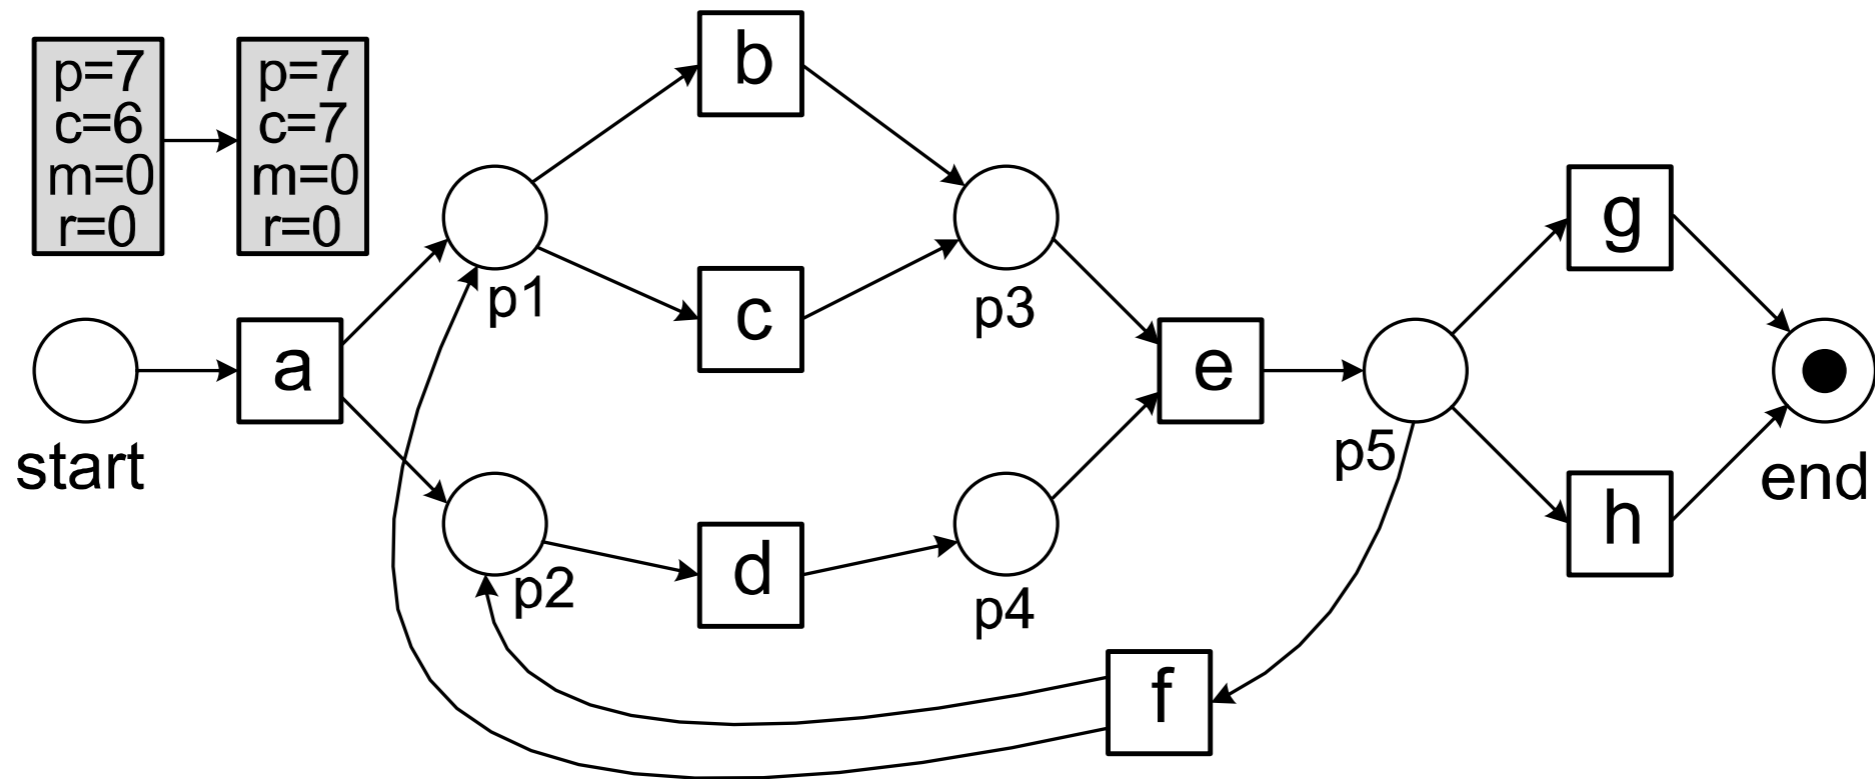 p=7
c=6
m=0
r=0
p=7
c=7
m=0
r=0
b
p1
c
p3
g
start
a
e
p5
end
p2
d
p4
h
f